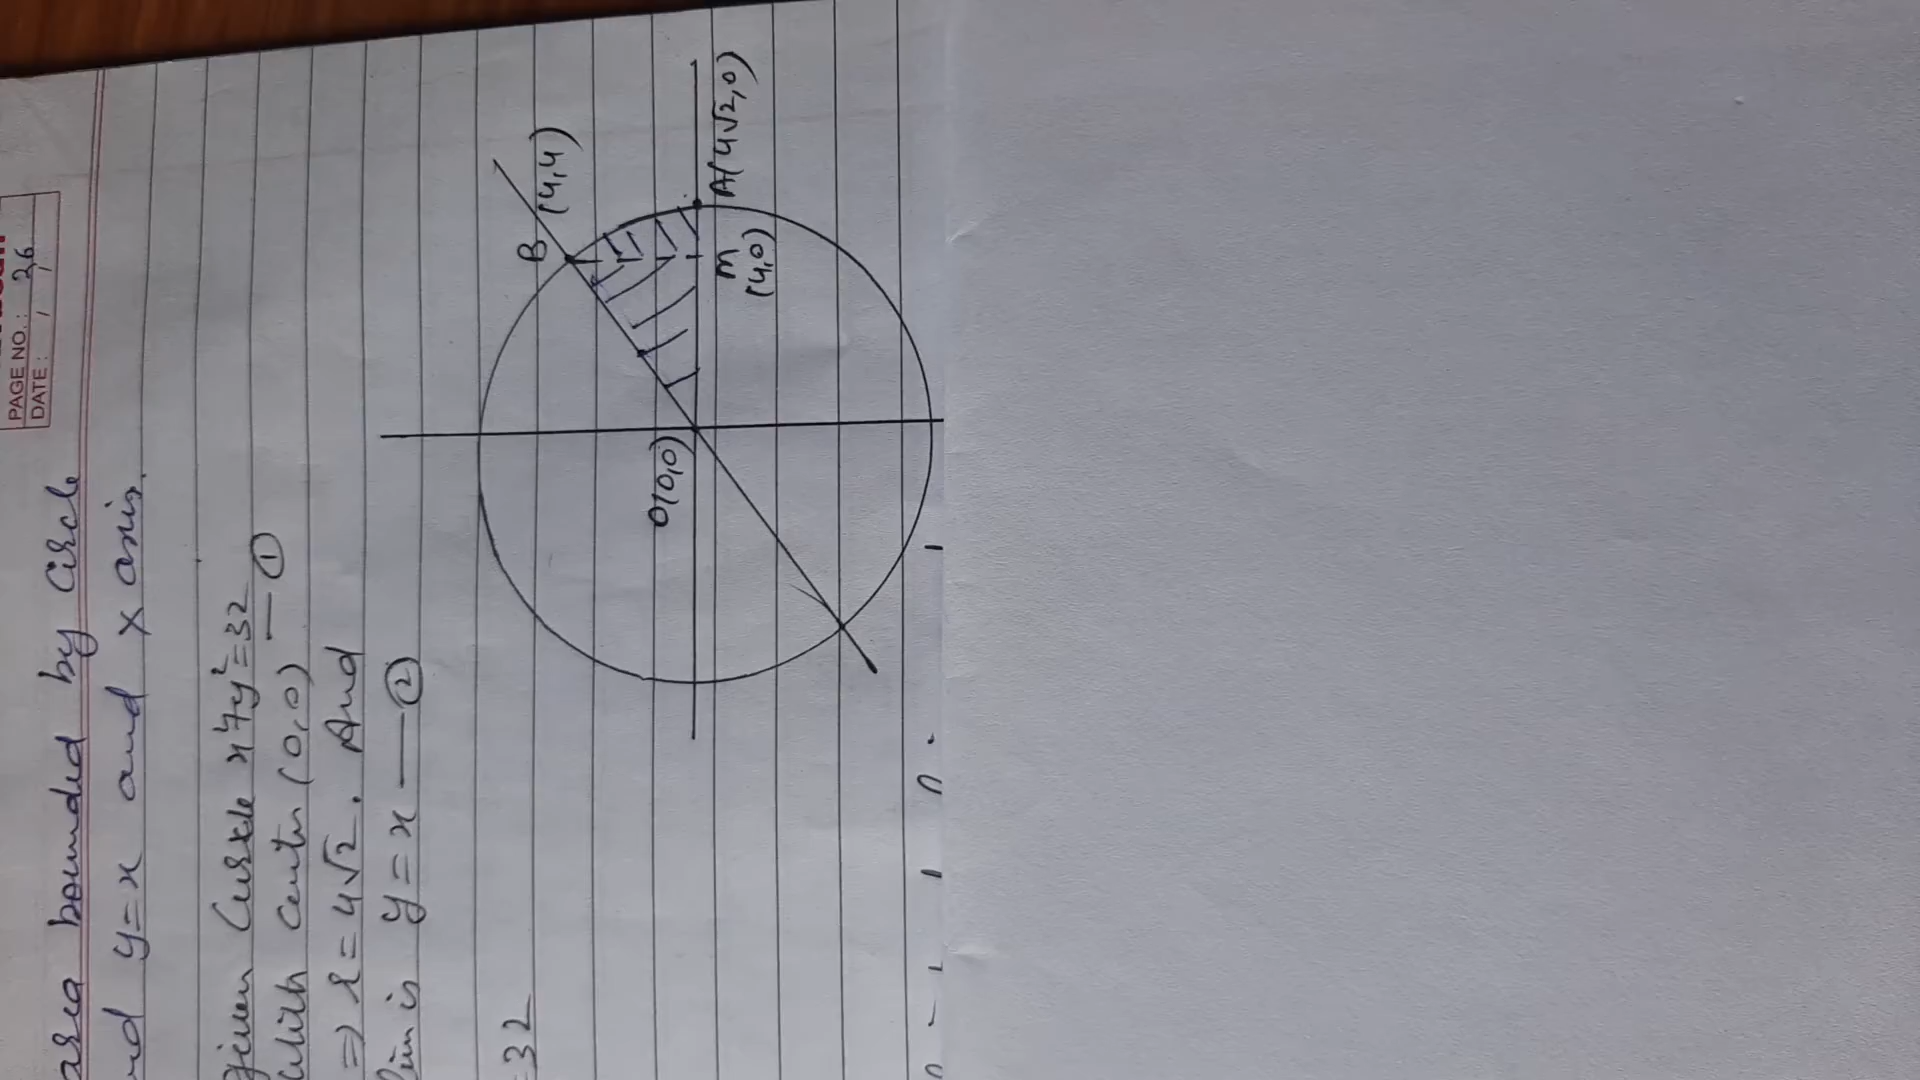 PAGE NO.: 26
DATE: / /
area bounded by Circle
y=x and x axis.
given Circle x²+y²=32
With Centre (0,0) — ①
=> r=4√2. And
line is y=x — ②
=32
B (4,4)
O(0,0)
M
(4,0)
A(4√2,0)